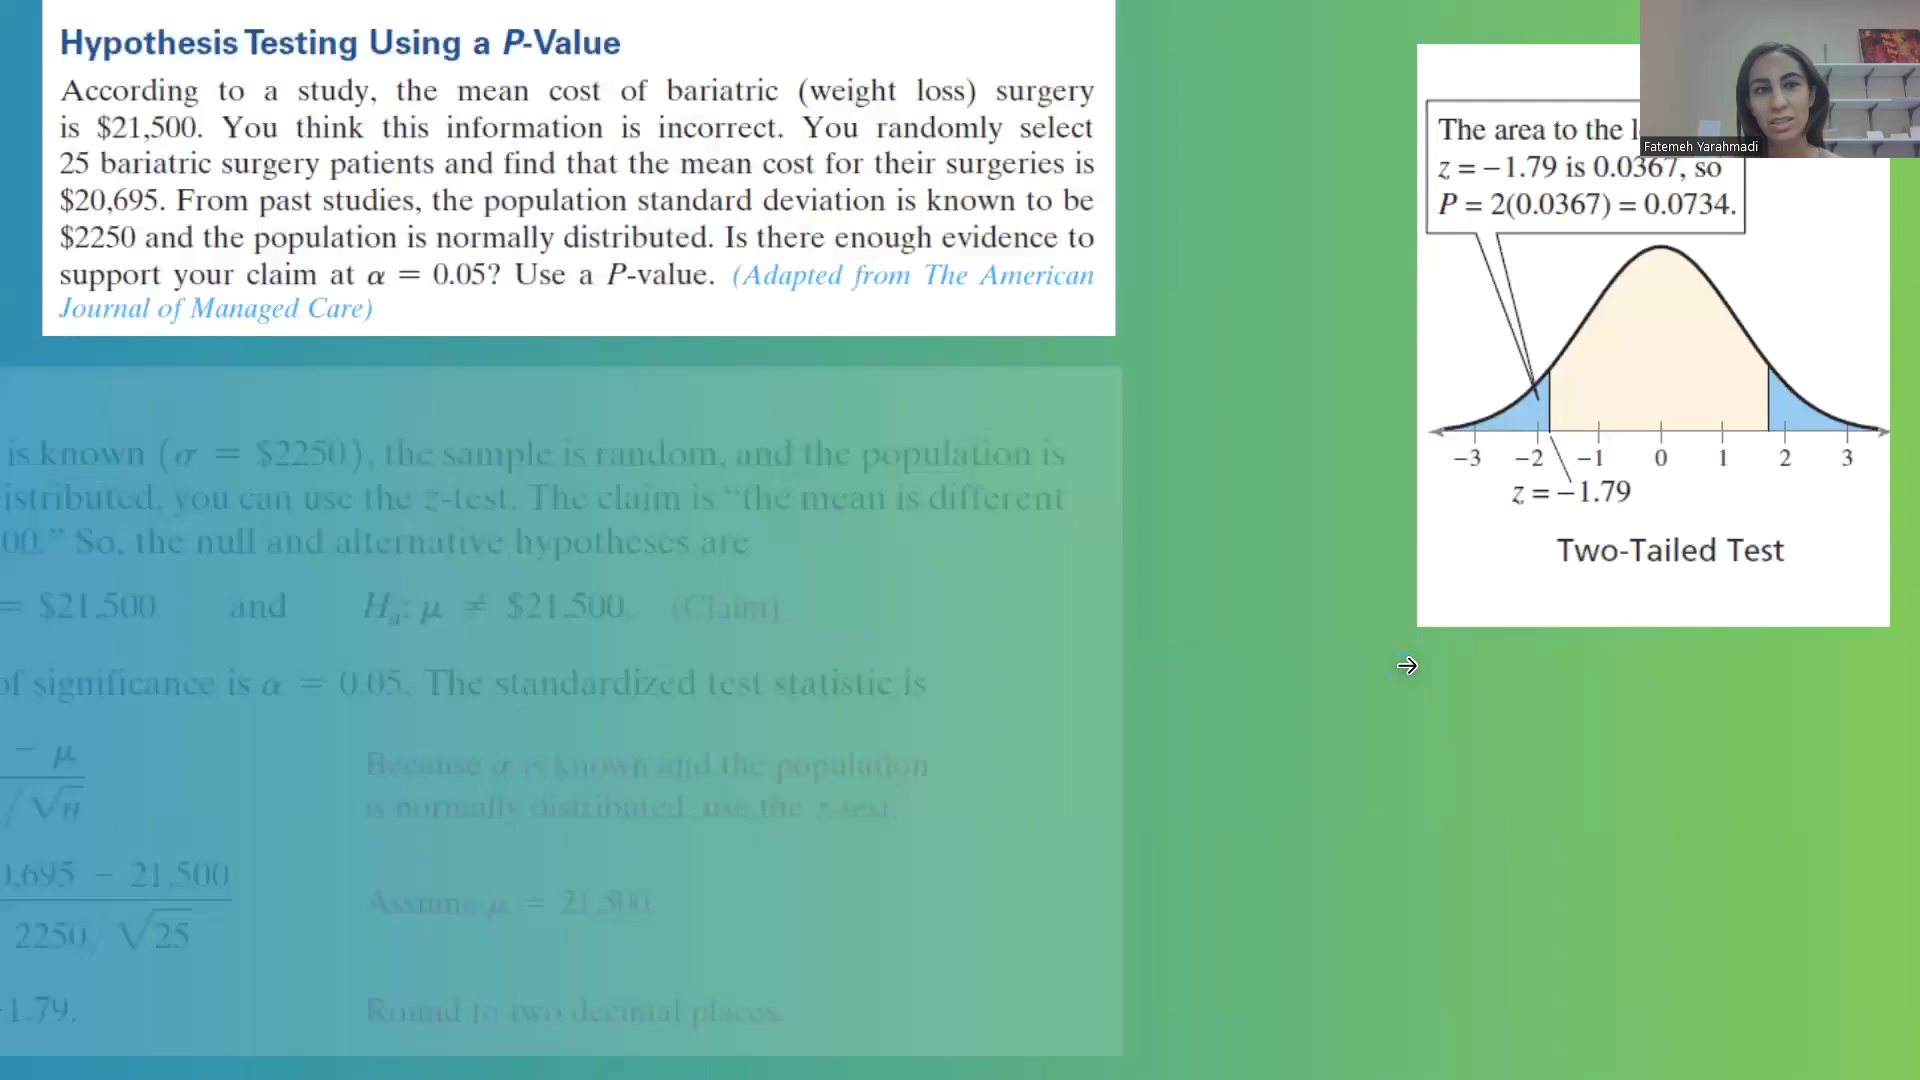 Hypothesis Testing Using a P-Value
According to a study, the mean cost of bariatric (weight loss) surgery
is $21,500. You think this information is incorrect. You randomly select
25 bariatric surgery patients and find that the mean cost for their surgeries is
$20,695. From past studies, the population standard deviation is known to be
$2250 and the population is normally distributed. Is there enough evidence to
support your claim at α = 0.05? Use a P-value. (Adapted from The American
Journal of Managed Care)
is known (σ = $2250), the sample is random, and the population is
istributed, you can use the z-test. The claim is “the mean is different
00.” So, the null and alternative hypotheses are
= $21,500 and Hₐ: μ ≠ $21,500. (Claim)
of significance is α = 0.05. The standardized test statistic is
− μ
/ √n
Because σ is known and the population
is normally distributed, use the z-test.
0,695 − 21,500
2250/ √25
Assume μ = 21,500.
1.79.
Round to two decimal places.
The area to the l
z = −1.79 is 0.0367, so
P = 2(0.0367) = 0.0734.
−3 −2 −1 0 1 2 3
z = −1.79
Two-Tailed Test
Fatemeh Yarahmadi